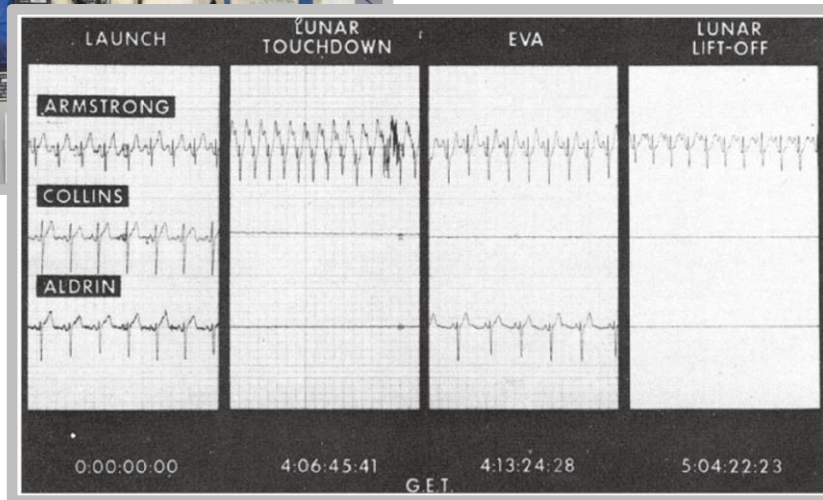 LAUNCH
LUNAR
TOUCHDOWN
EVA
LUNAR
LIFT-OFF
ARMSTRONG
COLLINS
ALDRIN
0:00:00:00
4:06:45:41
4:13:24:28
5:04:22:23
G.E.T.